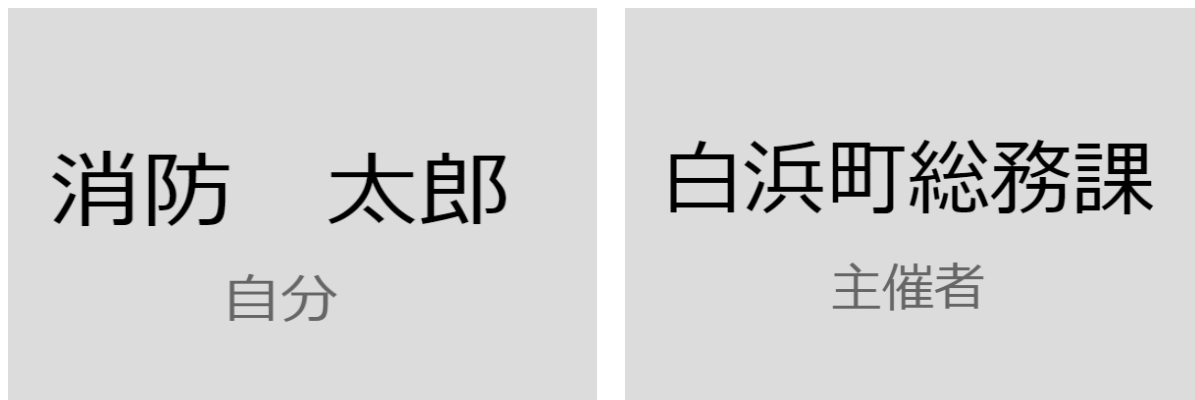 消防　太郎
自分
白浜町総務課
主催者